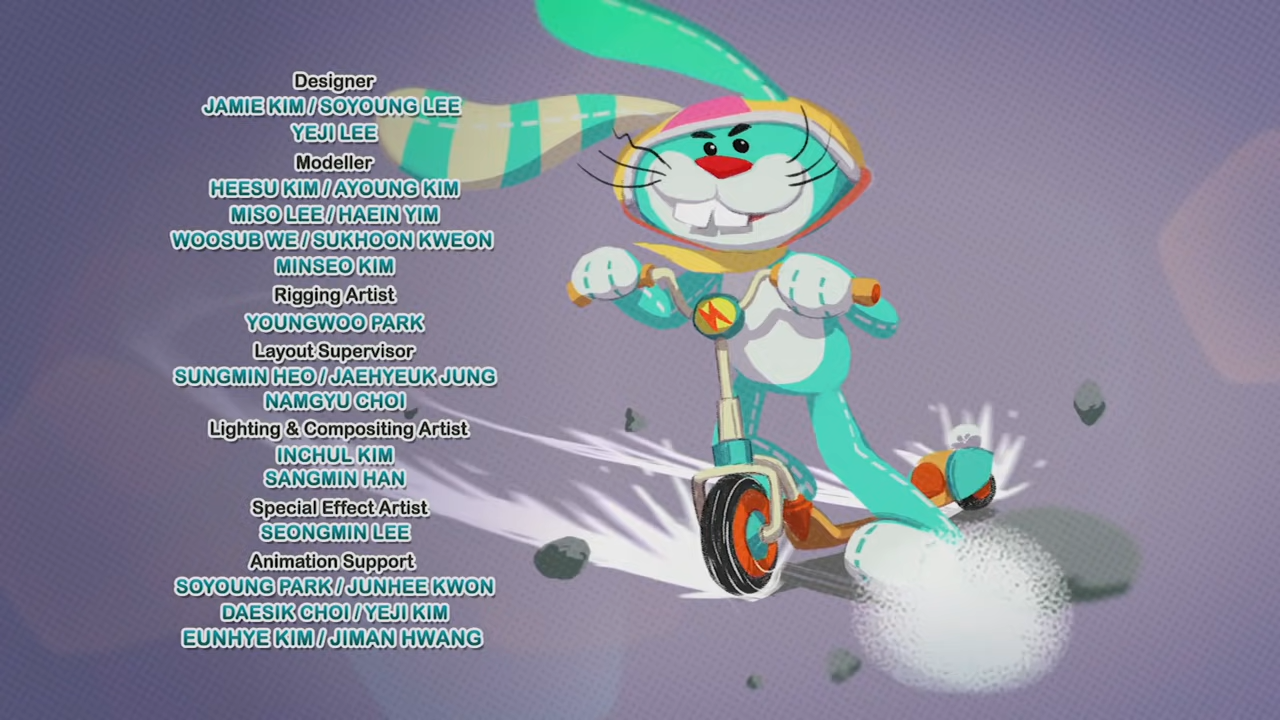 Designer
JAMIE KIM / SOYOUNG LEE
YEJI LEE
Modeller
HEESU KIM / AYOUNG KIM
MISO LEE / HAEIN YIM
WOOSUB WE / SUKHOON KWEON
MINSEO KIM
Rigging Artist
YOUNGWOO PARK
Layout Supervisor
SUNGMIN HEO / JAEHYEUK JUNG
NAMGYU CHOI
Lighting & Compositing Artist
INCHUL KIM
SANGMIN HAN
Special Effect Artist
SEONGMIN LEE
Animation Support
SOYOUNG PARK / JUNHEE KWON
DAESIK CHOI / YEJI KIM
EUNHYE KIM / JIMAN HWANG